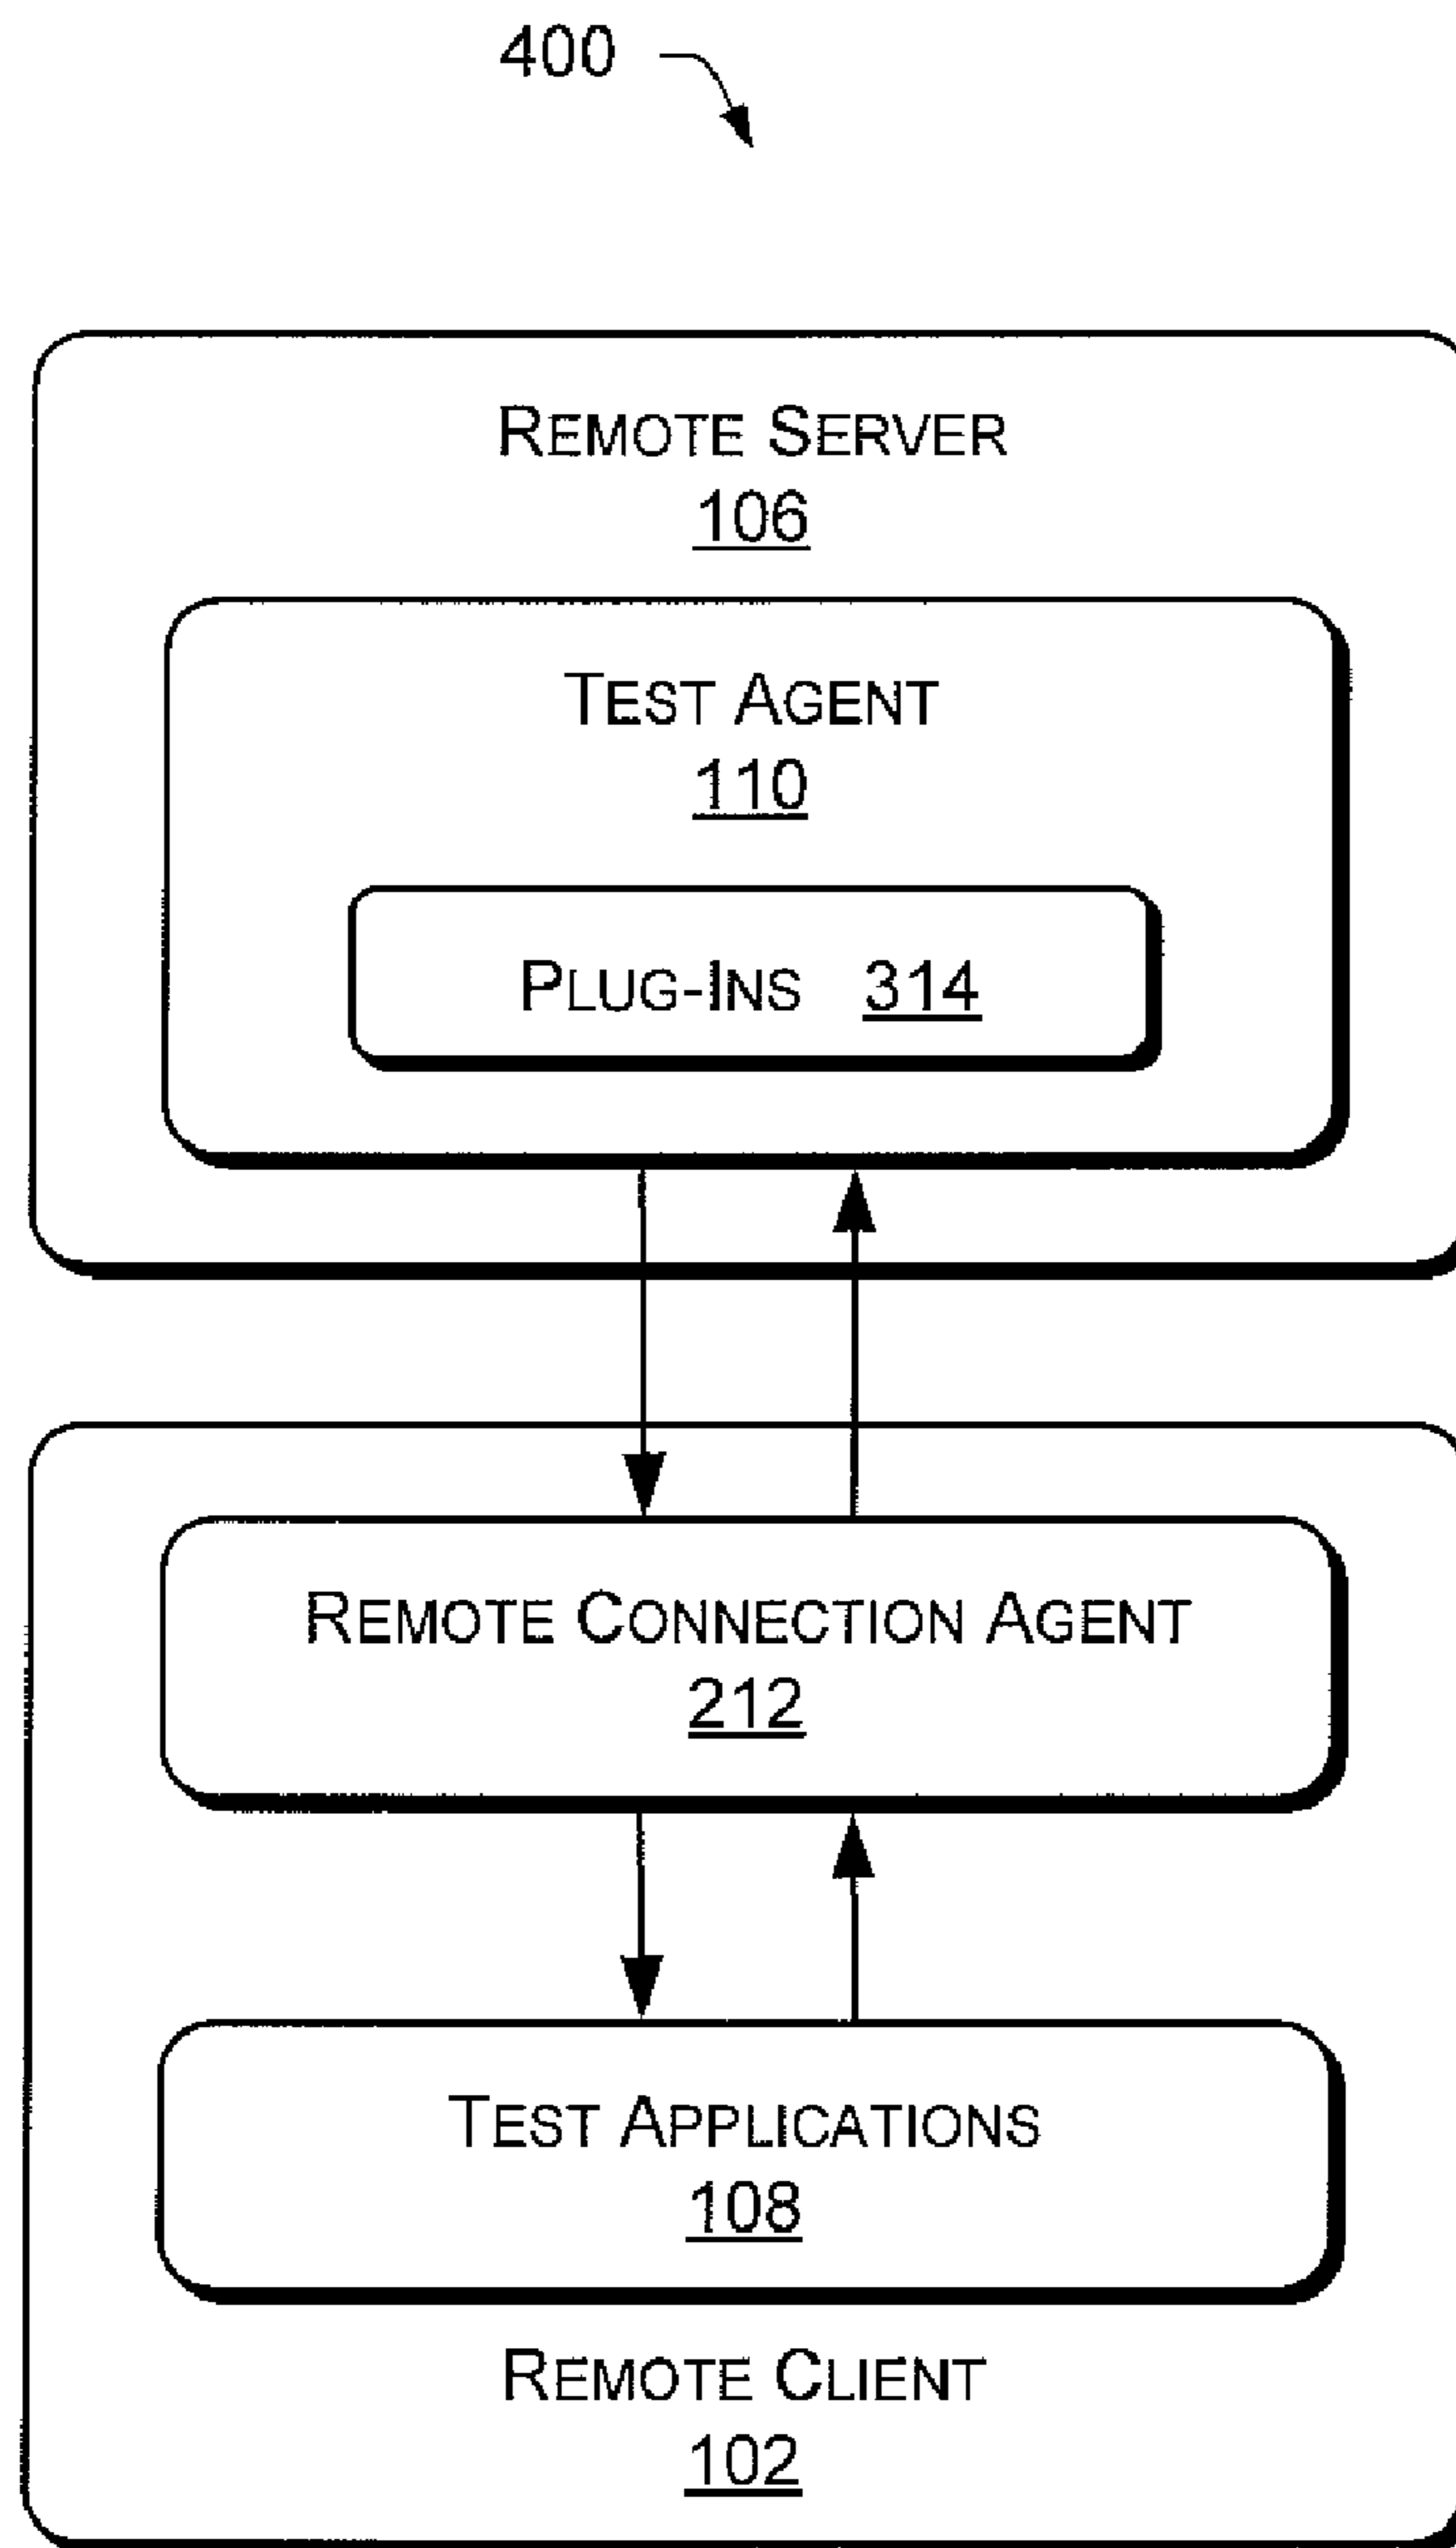 400
REMOTE SERVER
106
TEST AGENT
110
PLUG-INS 314
REMOTE CONNECTION AGENT
212
TEST APPLICATIONS
108
REMOTE CLIENT
102